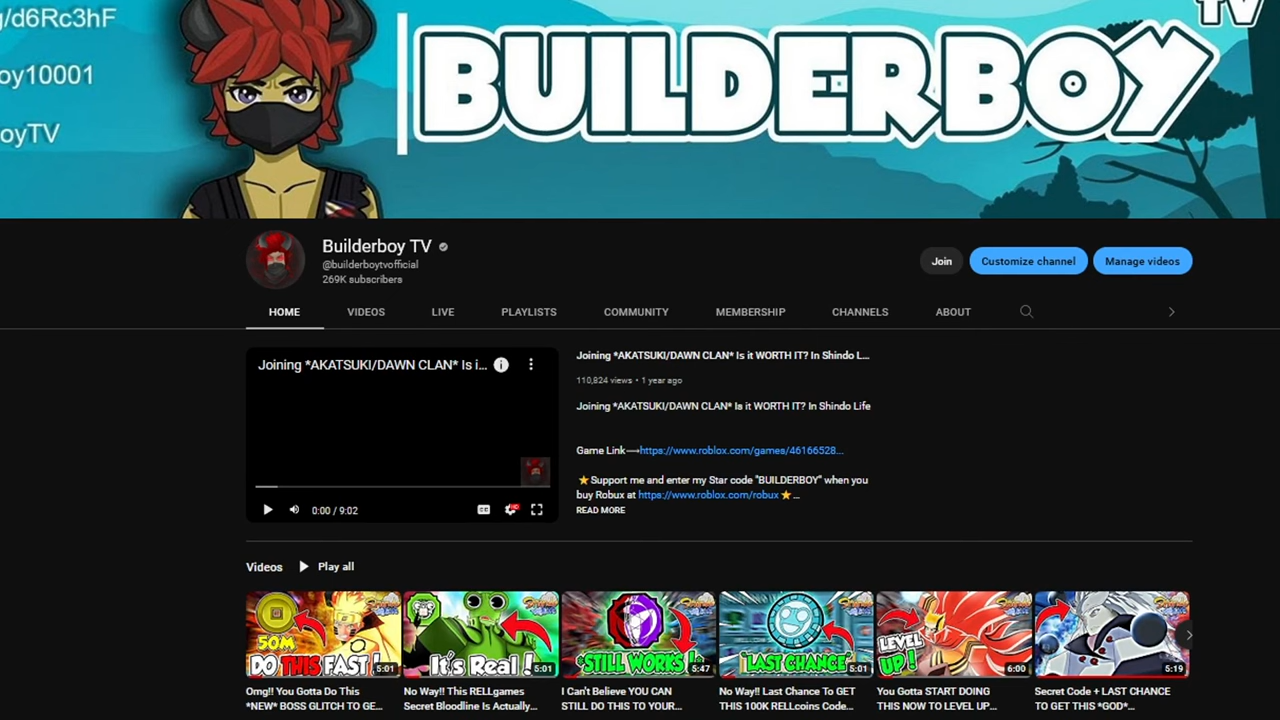 /d6Rc3hF
oy10001
oyTV
BUILDERBOY
TV
Builderboy TV
@builderboytvofficial
269K subscribers
Join
Customize channel
Manage videos
HOME
VIDEOS
LIVE
PLAYLISTS
COMMUNITY
MEMBERSHIP
CHANNELS
ABOUT
Joining *AKATSUKI/DAWN CLAN* Is i...
0:00 / 9:02
Joining *AKATSUKI/DAWN CLAN* Is it WORTH IT? In Shindo L...
110,824 views • 1 year ago
Joining *AKATSUKI/DAWN CLAN* Is it WORTH IT? In Shindo Life
Game Link—→https://www.roblox.com/games/46166528...
⭐Support me and enter my Star code "BUILDERBOY" when you
buy Robux at https://www.roblox.com/robux ⭐...
READ MORE
Videos
Play all
50M
DO THIS FAST!
5:01
It's Real!
5:01
*STILL WORKS!
5:47
"LAST CHANCE"
5:01
LEVEL
UP!
6:00
5:19
Omg!! You Gotta Do This
*NEW* BOSS GLITCH TO GE...
No Way!! This RELLgames
Secret Bloodline Is Actually...
I Can't Believe YOU CAN
STILL DO THIS TO YOUR...
No Way!! Last Chance To GET
THIS 100K RELLcoins Code...
You Gotta START DOING
THIS NOW TO LEVEL UP...
Secret Code + LAST CHANCE
TO GET THIS *GOD*...